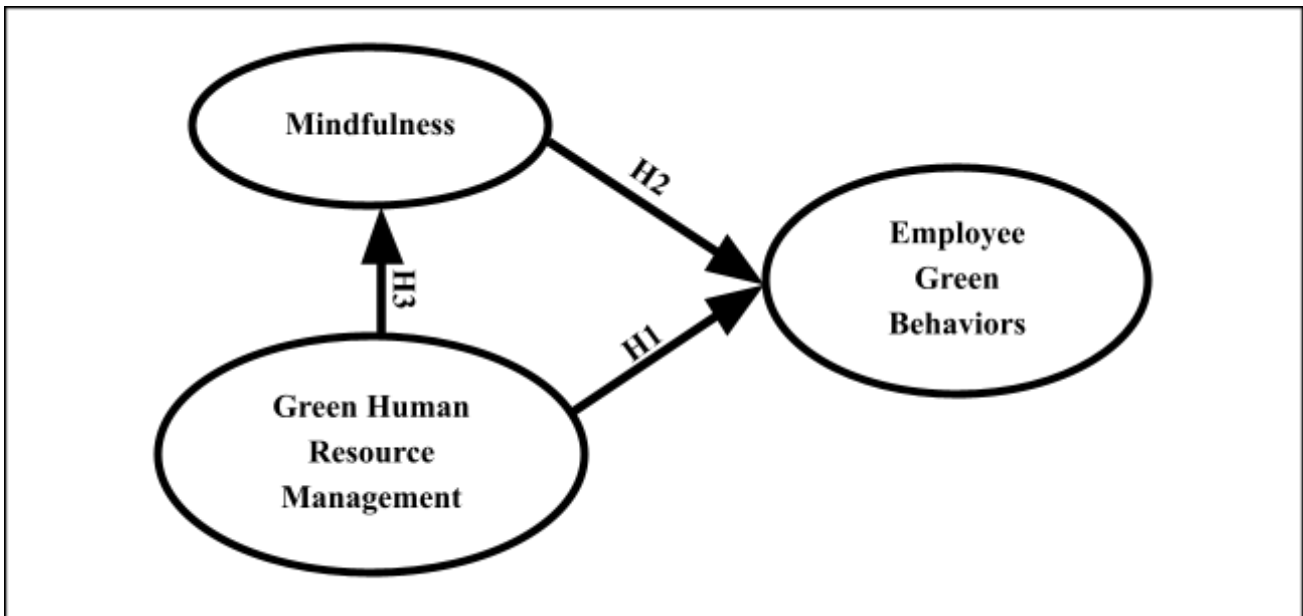 Mindfulness
H2
Employee
Green
Behaviors
H3
H1
Green Human
Resource
Management